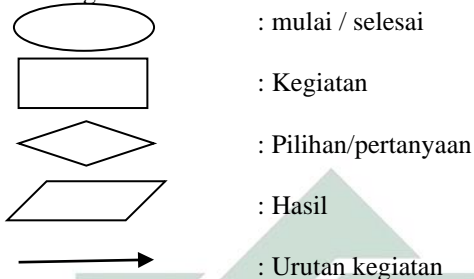 : mulai / selesai
: Kegiatan
: Pilihan/pertanyaan
: Hasil
: Urutan kegiatan